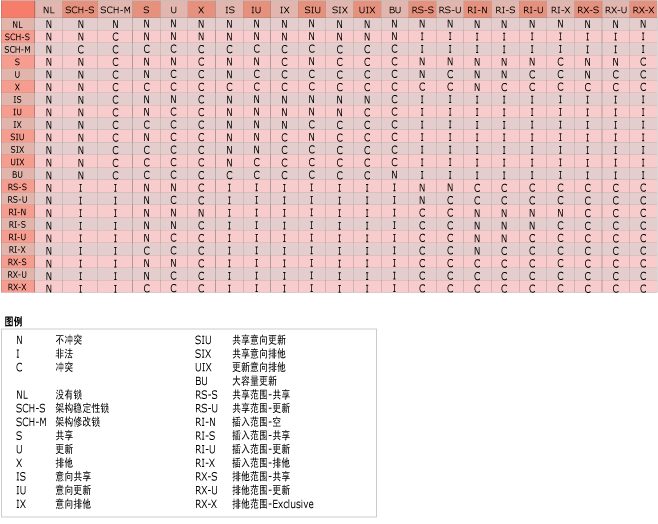 NL SCH-S SCH-M S U X IS IU IX SIU SIX UIX BU RS-S RS-U RI-N RI-S RI-U RI-X RX-S RX-U RX-X
NL N N N N N N N N N N N N N N N N N N N N N N
SCH-S N N C N N N N N N N N N N I I I I I I I I I
SCH-M N C C C C C C C C C C C C I I I I I I I I I
S N N C N N C N N C N C C C N N N N N C N N C
U N N C N C C N C C C C C C N C N N C C N C C
X N N C C C C C C C C C C C C C N C C C C C C
IS N N C N N C N N N N N N C I I I I I I I I I
IU N N C N C C N N N N N C C I I I I I I I I I
IX N N C C C C N N N C C C C I I I I I I I I I
SIU N N C N C C N N C N C C C I I I I I I I I I
SIX N N C C C C N N C C C C C I I I I I I I I I
UIX N N C C C C N C C C C C C I I I I I I I I I
BU N N C C C C C C C C C C N I I I I I I I I I
RS-S N I I N N C I I I I I I I N N C C C C C C C
RS-U N I I N C C I I I I I I I N C C C C C C C C
RI-N N I I N N N I I I I I I I C C N N N N C C C
RI-S N I I N N C I I I I I I I C C N N N C C C C
RI-U N I I N C C I I I I I I I C C N N C C C C C
RI-X N I I C C C I I I I I I I C C N C C C C C C
RX-S N I I N N C I I I I I I I C C C C C C C C C
RX-U N I I N C C I I I I I I I C C C C C C C C C
RX-X N I I C C C I I I I I I I C C C C C C C C C
图例
N 不冲突 SIU 共享意向更新
I 非法 SIX 共享意向排他
C 冲突 UIX 更新意向排他
BU 大容量更新
NL 没有锁 RS-S 共享范围-共享
SCH-S 架构稳定性锁 RS-U 共享范围-更新
SCH-M 架构修改锁 RI-N 插入范围-空
S 共享 RI-S 插入范围-共享
U 更新 RI-U 插入范围-更新
X 排他 RI-X 插入范围-排他
IS 意向共享 RX-S 排他范围-共享
IU 意向更新 RX-U 排他范围-更新
IX 意向排他 RX-X 排他范围-Exclusive